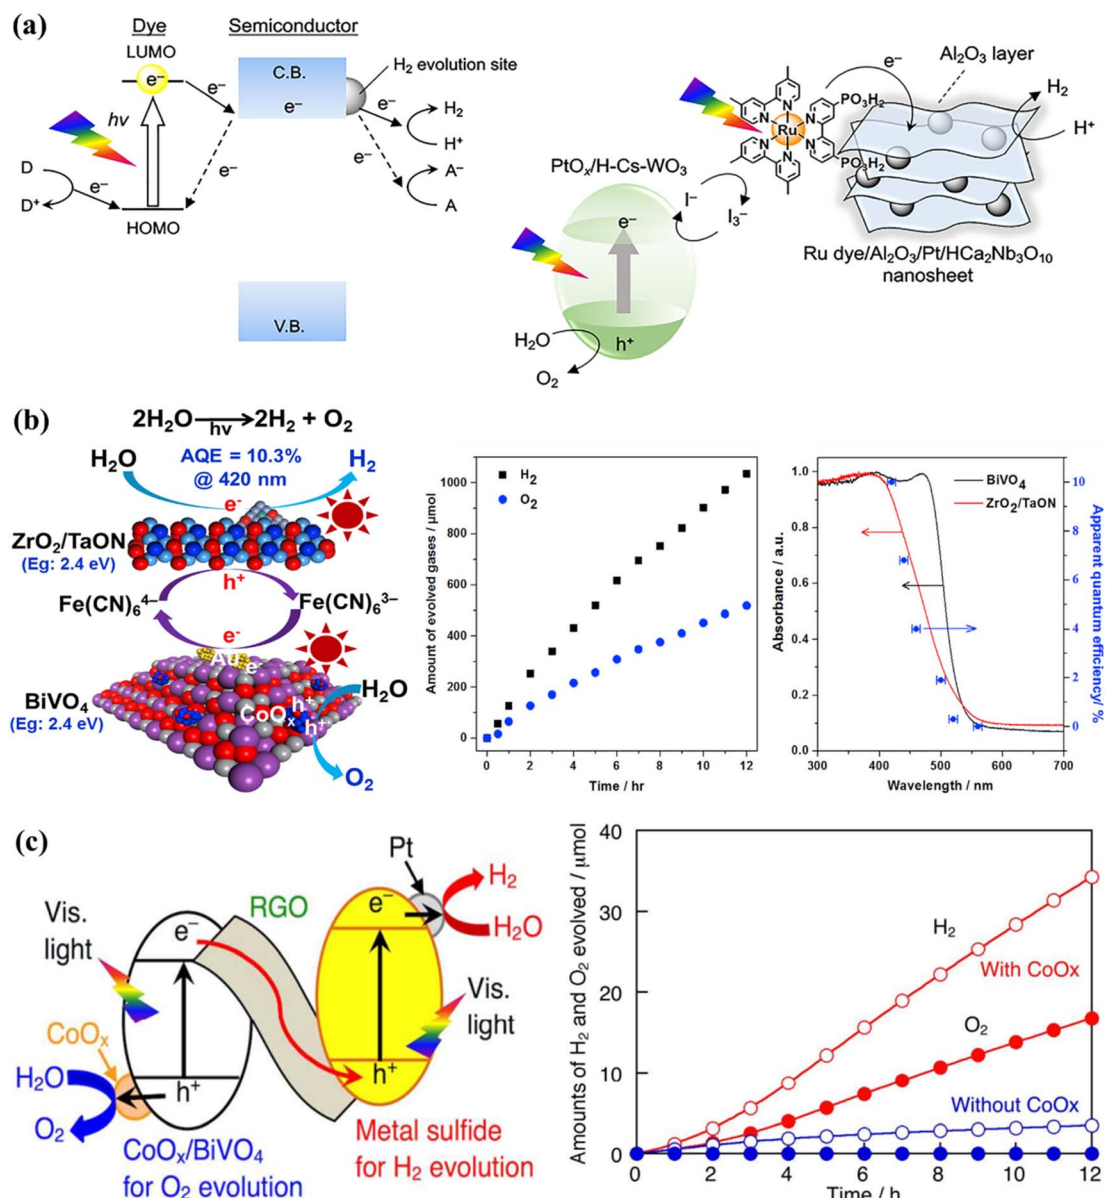 (a)
Dye
Semiconductor
LUMO
e⁻
e⁻
C.B.
e⁻
H₂ evolution site
e⁻
H₂
H⁺
hν
e⁻
e⁻
A⁻
A
D
e⁻
D⁺
HOMO
V.B.
e⁻
Al₂O₃ layer
H₂
H⁺
PO₃H₂
PO₃H₂
N
N
N
N
N
N
Ru
PtOₓ/H-Cs-WO₃
I⁻
I₃⁻
e⁻
h⁺
H₂O
O₂
Ru dye/Al₂O₃/Pt/HCa₂Nb₃O₁₀
nanosheet
(b)
2H₂O → 2H₂ + O₂
hν
H₂O
AQE = 10.3%
@ 420 nm
H₂
e⁻
ZrO₂/TaON
(Eg: 2.4 eV)
h⁺
Fe(CN)₆⁴⁻
Fe(CN)₆³⁻
e⁻
Au
e⁻
BiVO₄
(Eg: 2.4 eV)
CoOₓ
h⁺
h⁺
H₂O
O₂
Amount of evolved gases / μmol
1000
800
600
400
200
0
H₂
O₂
0 2 4 6 8 10 12
Time / hr
Absorbance / a.u.
1.0
0.8
0.6
0.4
0.2
0.0
BiVO₄
ZrO₂/TaON
10
8
6
4
2
0
Apparent quantum efficiency/ %
300 400 500 600 700
Wavelength / nm
(c)
Vis.
light
e⁻
RGO
Pt
e⁻
H₂
H₂O
Vis.
light
CoOₓ
H₂O
O₂
h⁺
h⁺
CoOₓ/BiVO₄
for O₂ evolution
Metal sulfide
for H₂ evolution
Amounts of H₂ and O₂ evolved / μmol
40
30
20
10
0
H₂
With CoOx
O₂
Without CoOx
0 2 4 6 8 10 12
Time / h